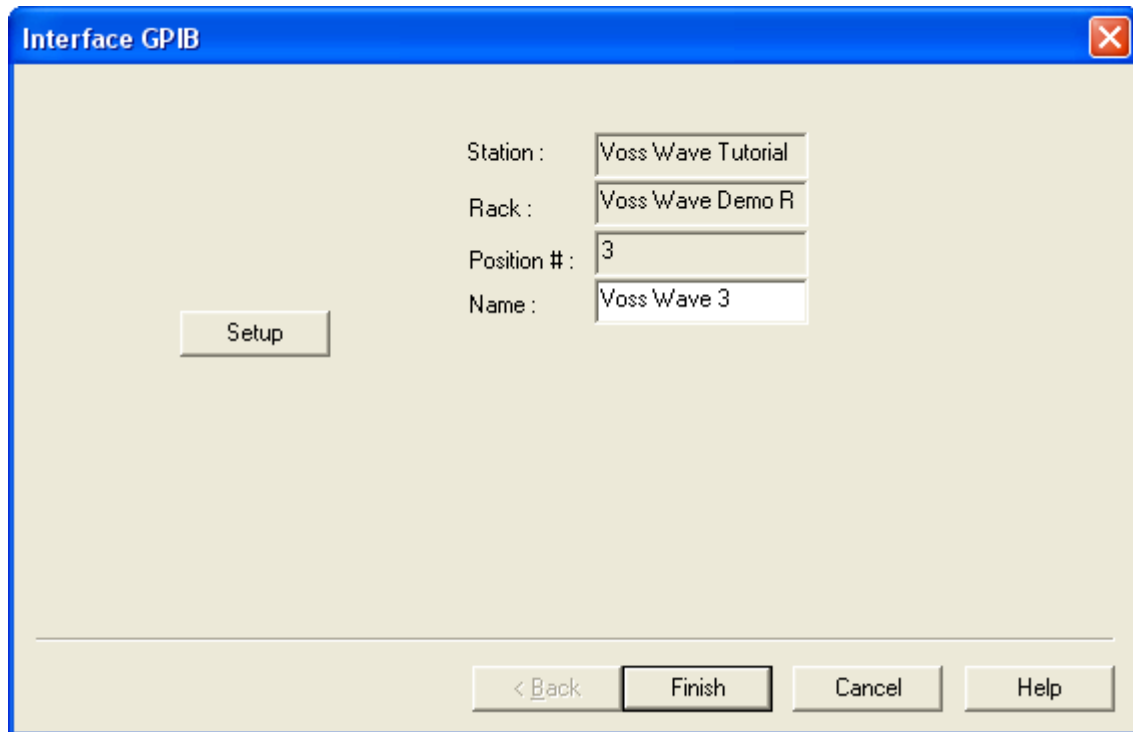 Interface GPIB
Station : Voss Wave Tutorial
Rack : Voss Wave Demo R
Position # : 3
Name : Voss Wave 3
Setup
< Back Finish Cancel Help